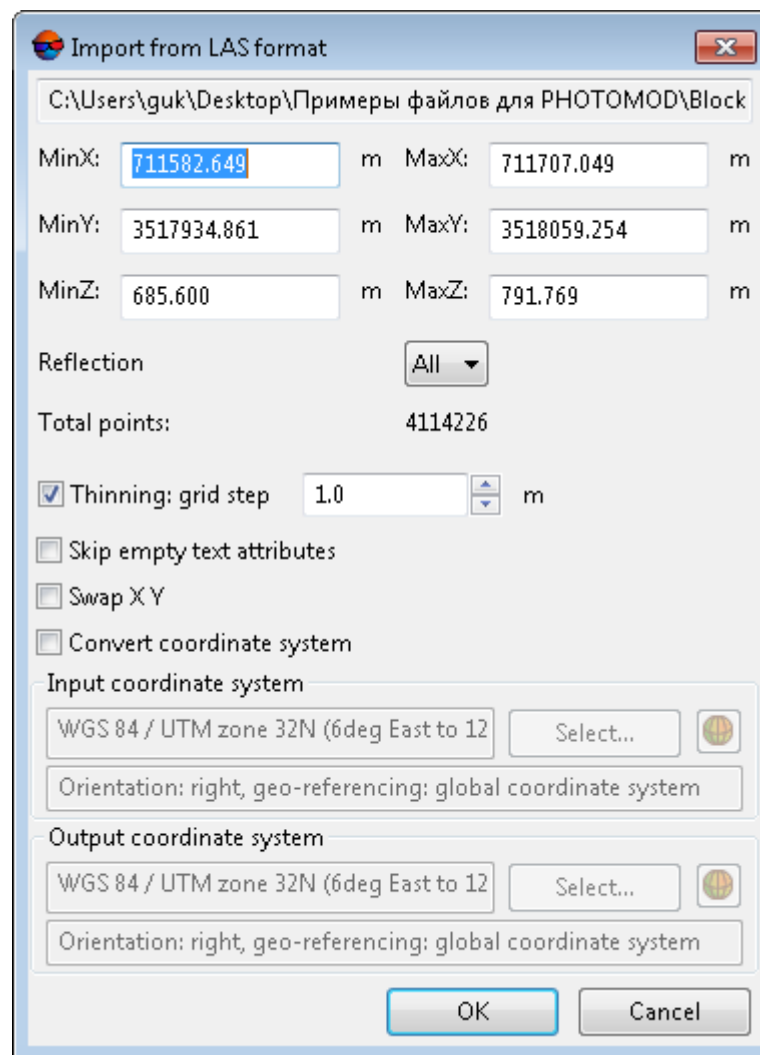 Import from LAS format
C:\Users\guk\Desktop\Примеры файлов для PHOTOMOD\Block
MinX: 711582.649 m MaxX: 711707.049 m
MinY: 3517934.861 m MaxY: 3518059.254 m
MinZ: 685.600 m MaxZ: 791.769 m
Reflection All
Total points: 4114226
Thinning: grid step 1.0 m
Skip empty text attributes
Swap X Y
Convert coordinate system
Input coordinate system
WGS 84 / UTM zone 32N (6deg East to 12 Select...
Orientation: right, geo-referencing: global coordinate system
Output coordinate system
WGS 84 / UTM zone 32N (6deg East to 12 Select...
Orientation: right, geo-referencing: global coordinate system
OK Cancel